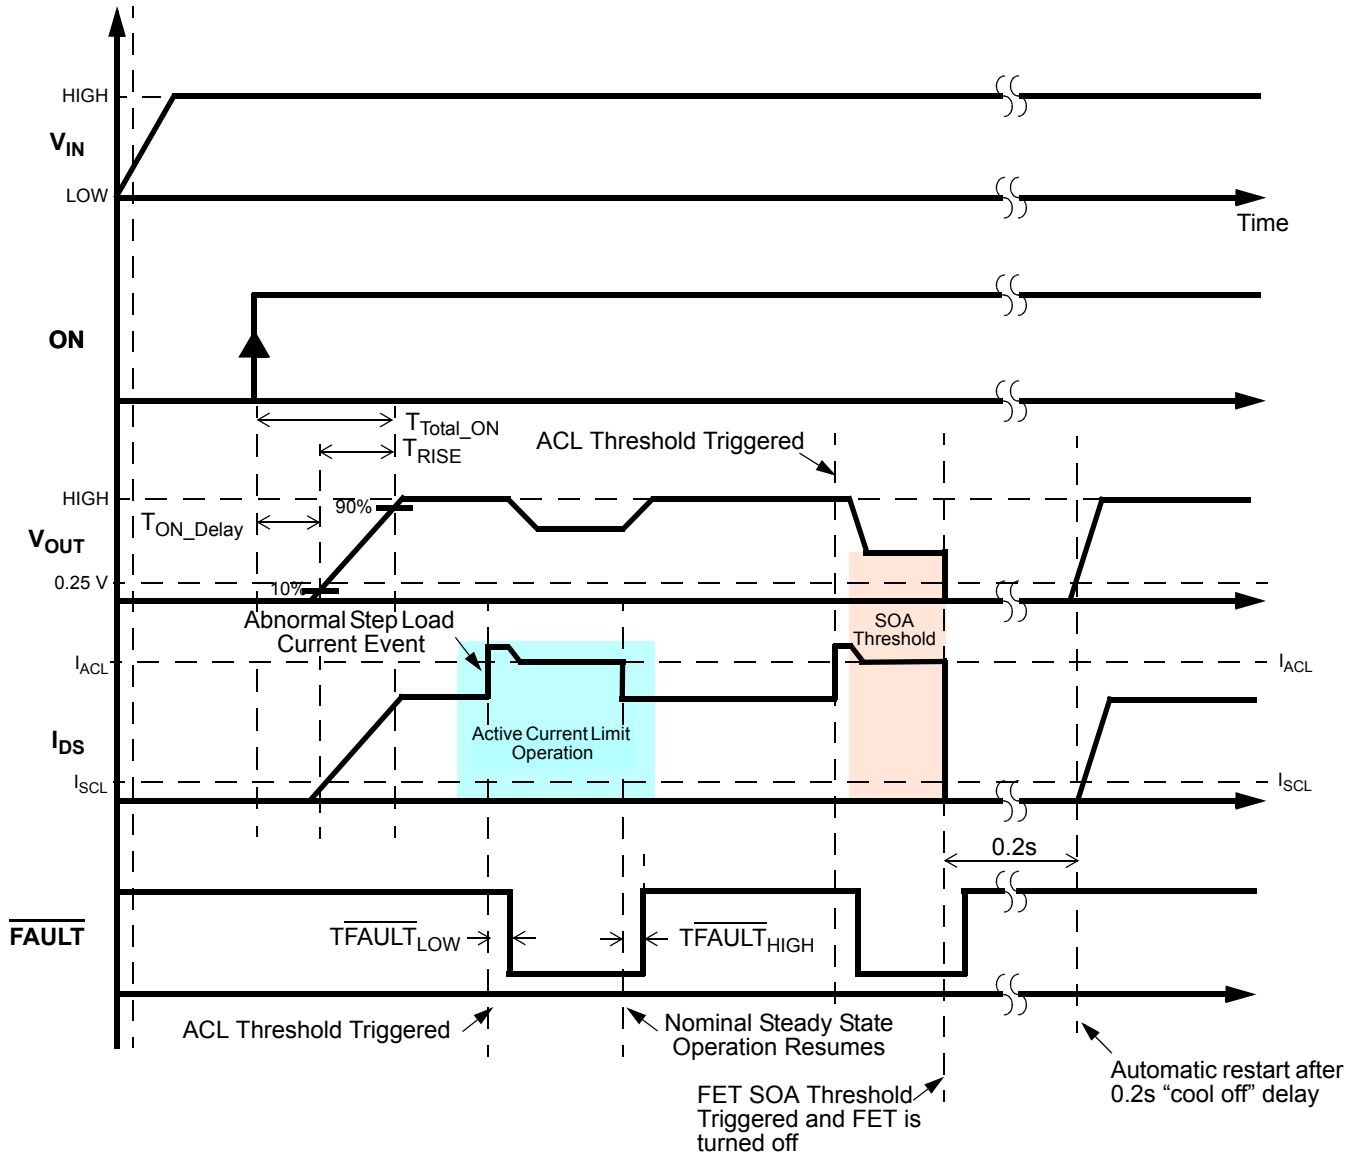 HIGH
VIN
LOW
Time
ON
TTotal_ON
TRISE
ACL Threshold Triggered
HIGH
90%
TON_Delay
VOUT
0.25 V
10%
Abnormal Step Load
Current Event
SOA
Threshold
IACL
IACL
Active Current Limit
Operation
IDS
ISCL
ISCL
0.2s
FAULT
TFAULTLOW
TFAULTHIGH
ACL Threshold Triggered
Nominal Steady State
Operation Resumes
Automatic restart after
0.2s “cool off” delay
FET SOA Threshold
Triggered and FET is
turned off